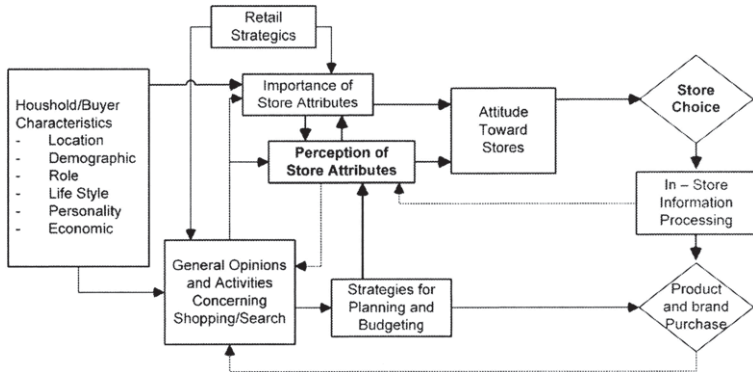 Retail
Strategics
Houshold/Buyer
Characteristics
- Location
- Demographic
- Role
- Life Style
- Personality
- Economic
Importance of
Store Attributes
Perception of
Store Attributes
Attitude
Toward
Stores
Store
Choice
In – Store
Information
Processing
General Opinions
and Activities
Concerning
Shopping/Search
Strategies for
Planning and
Budgeting
Product
and brand
Purchase